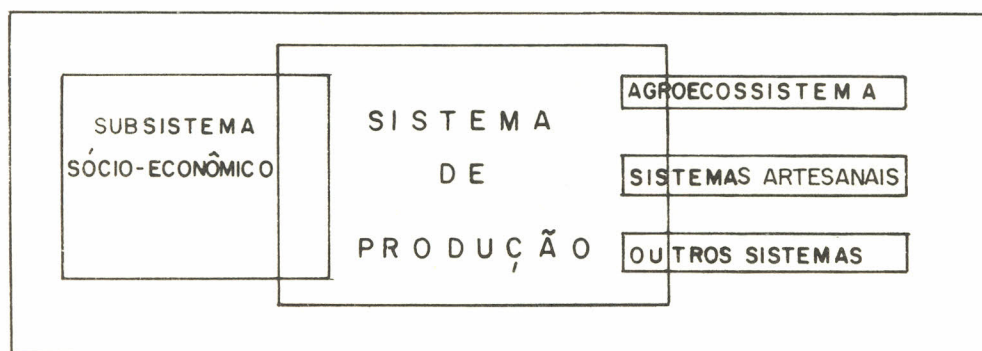 SUBSISTEMA
SÓCIO-ECONÔMICO
SISTEMA
DE
PRODUÇÃO
AGROECOSSISTEMA
SISTEMAS ARTESANAIS
OUTROS SISTEMAS